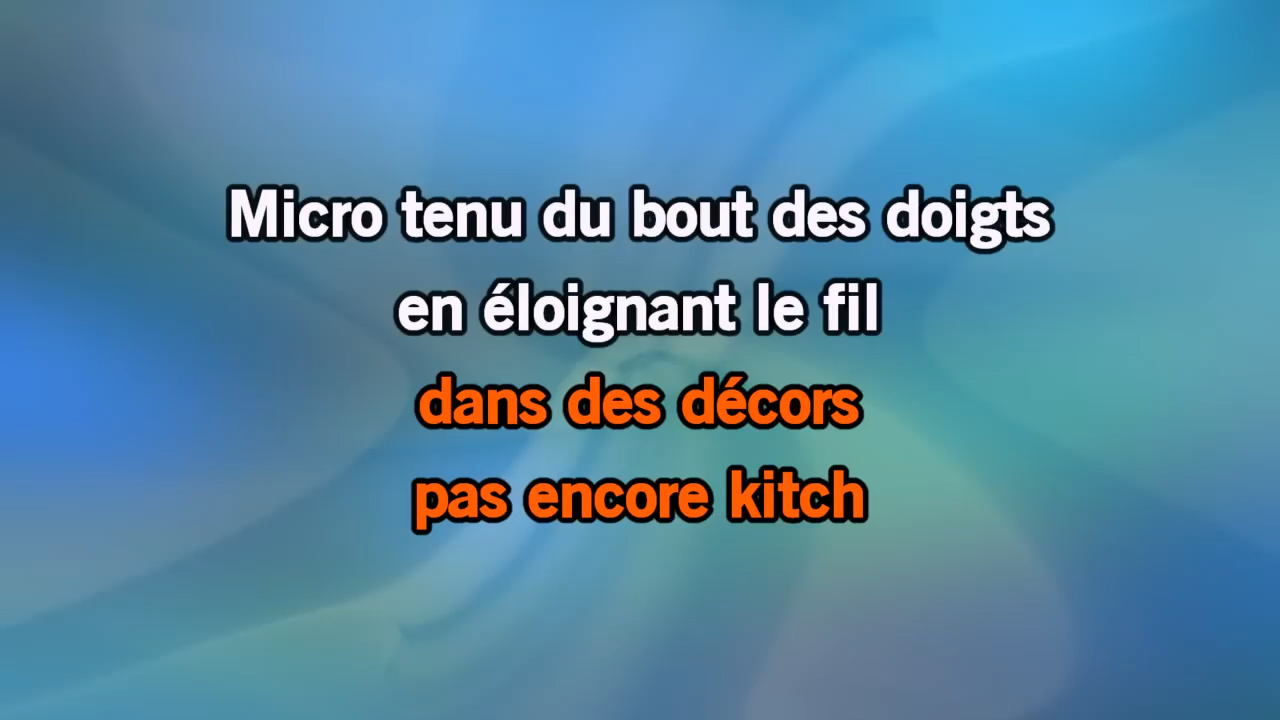 Micro tenu du bout des doigts
en éloignant le fil
dans des décors
pas encore kitch